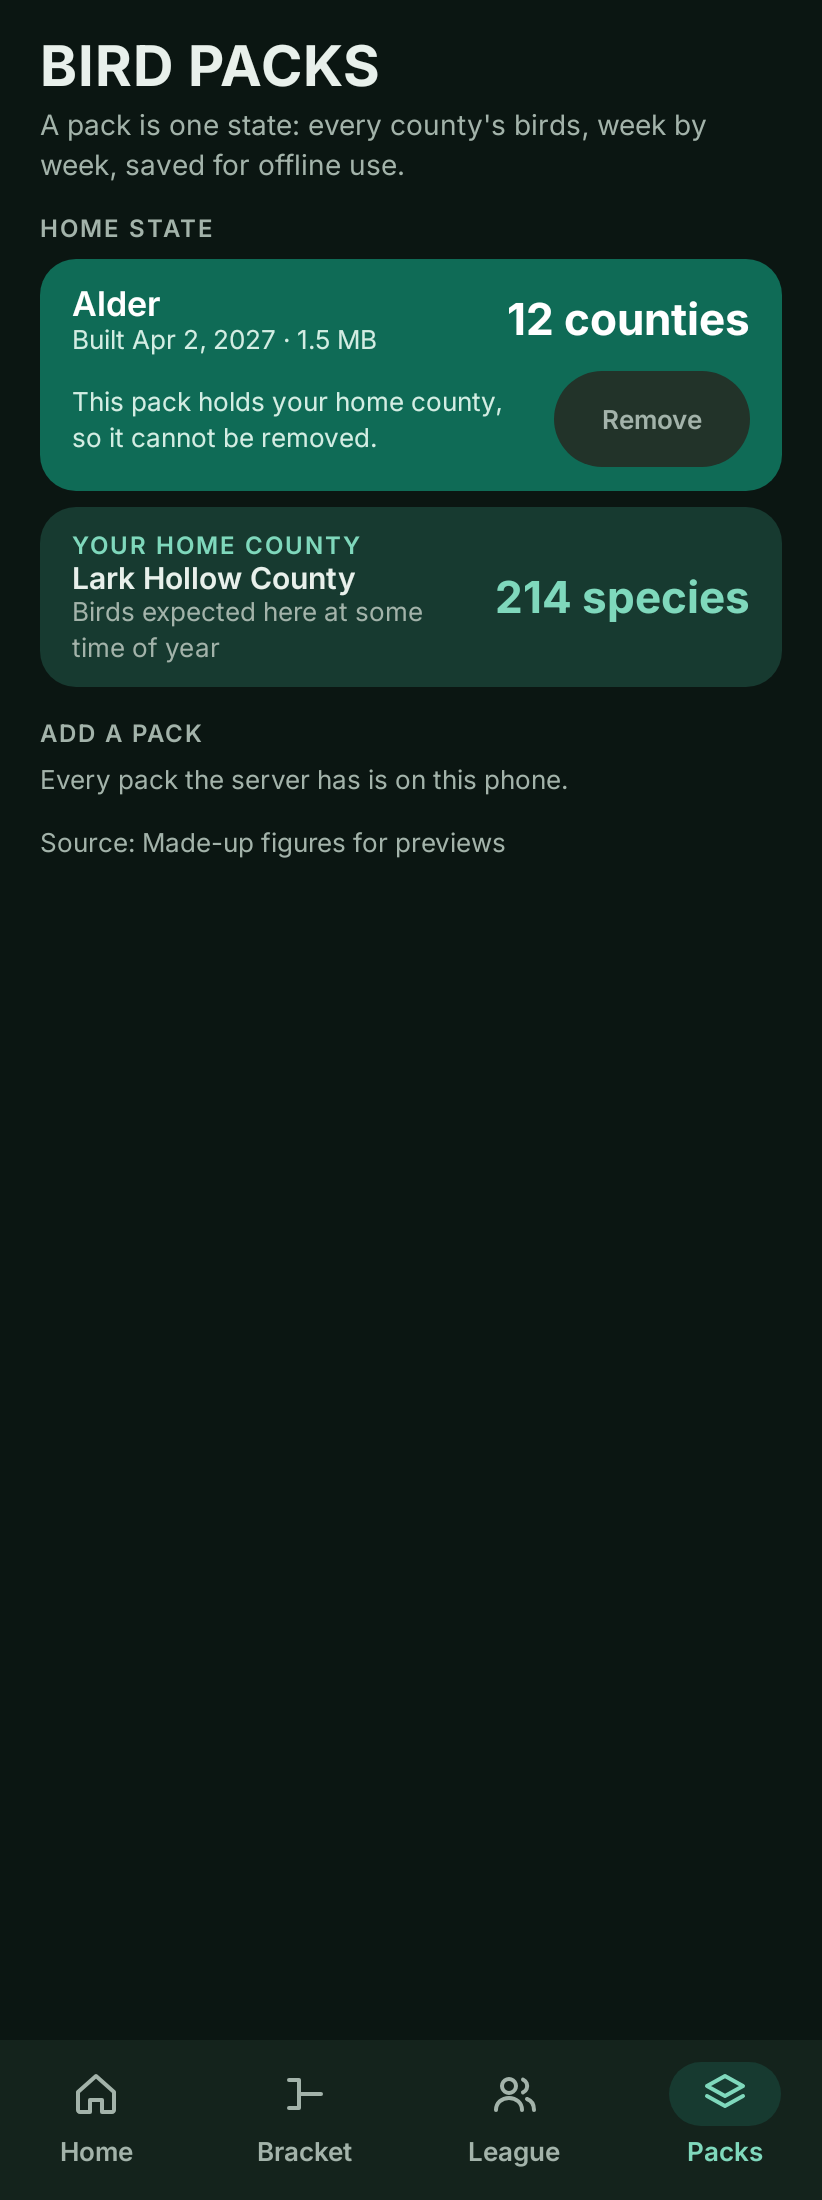 BIRD PACKS
A pack is one state: every county's birds, week by
week, saved for offline use.
HOME STATE
Alder
Built Apr 2, 2027 · 1.5 MB
12 counties
This pack holds your home county,
so it cannot be removed.
Remove
YOUR HOME COUNTY
Lark Hollow County
Birds expected here at some
time of year
214 species
ADD A PACK
Every pack the server has is on this phone.
Source: Made-up figures for previews
Home
Bracket
League
Packs